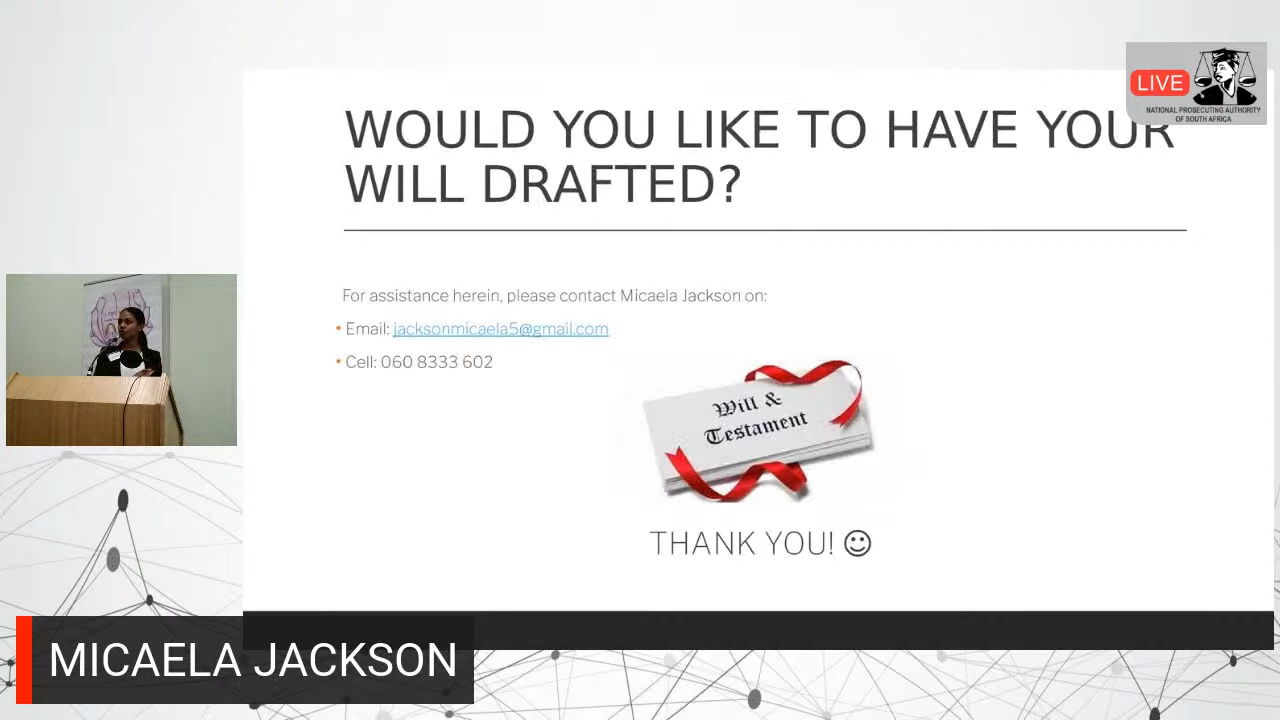 LIVE
NATIONAL PROSECUTING AUTHORITY
OF SOUTH AFRICA
WOULD YOU LIKE TO HAVE YOUR
WILL DRAFTED?
For assistance herein, please contact Micaela Jackson on:
• Email: jacksonmicaela5@gmail.com
• Cell: 060 8333 602
Will &
Testament
THANK YOU! ☺
MICAELA JACKSON